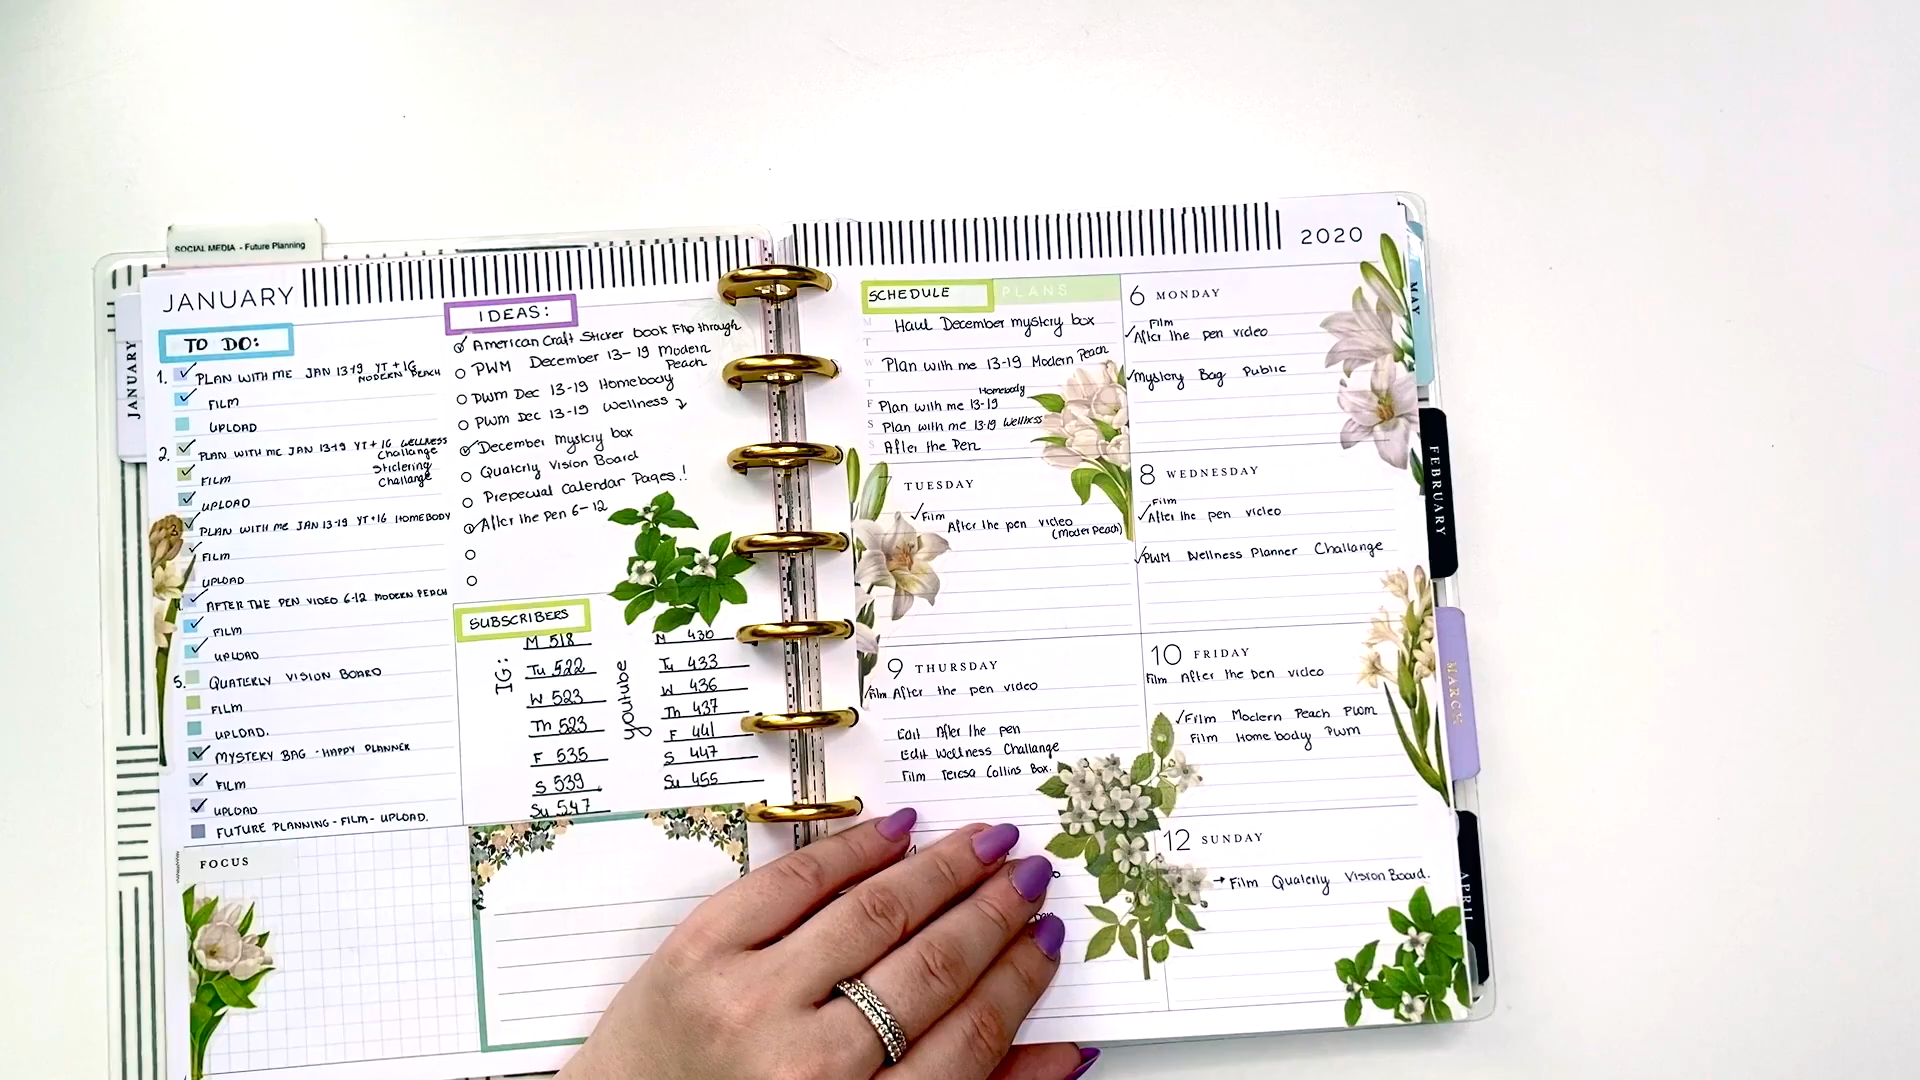 SOCIAL MEDIA - Future Planning
JANUARY
JANUARY
TO DO:
1. PLAN WITH ME JAN 13-19 YT + IG
MODERN PEACH
FILM
UPLOAD
2. PLAN WITH ME JAN 13-19 YT + IG WELLNESS
Challange
Stickering
Challange
FILM
UPLOAD
3. PLAN WITH ME JAN 13-19 YT+IG HOMEBODY
FILM
UPLOAD
AFTER THE PEN VIDEO 6-12 MODERN PEACH
FILM
UPLOAD
5. QUATERLY VISION BOARD
FILM
UPLOAD.
MYSTERY BAG - HAPPY PLANNER
FILM
UPLOAD
FUTURE PLANNING - FILM - UPLOAD.
FOCUS
IDEAS:
American Craft Sticker book Flip through
PWM December 13-19 Modern
Peach
PWM Dec 13-19 Homebody
PWM Dec 13-19 Wellness
December Mystery box
Quaterly Vision Board
Prepecual Calendar Pages!!
After the Pen 6-12
SUBSCRIBERS
IG:
M 518
Tu 522
W 523
Th 523
F 535
S 539
Su 547
youtube
M 430
Tu 433
W 436
Th 437
F 441
S 447
Su 455
2020
SCHEDULE
PLANS
M
T
W
T
F
S
S
Haul December mystery box
Plan with me 13-19 Modern Peach
Homebody
Plan with me 13-19
Plan with me 13-19 Wellness
After the Pen
6 MONDAY
Film
After the pen video
Mystery Bag Public
7 TUESDAY
Film
After the pen video
(Moder Peach)
8 WEDNESDAY
Film
After the pen video
PWM Wellness Planner Challange
9 THURSDAY
Film After the pen video
Edit After the pen
Edit Wellness Challange
Film Teresa Collins Box.
10 FRIDAY
Film After the pen video
Film Modern Peach PWM
Film Homebody PWM
12 SUNDAY
→ Film Quaterly Vision Board.
MAY
FEBRUARY
MARCH
APRIL